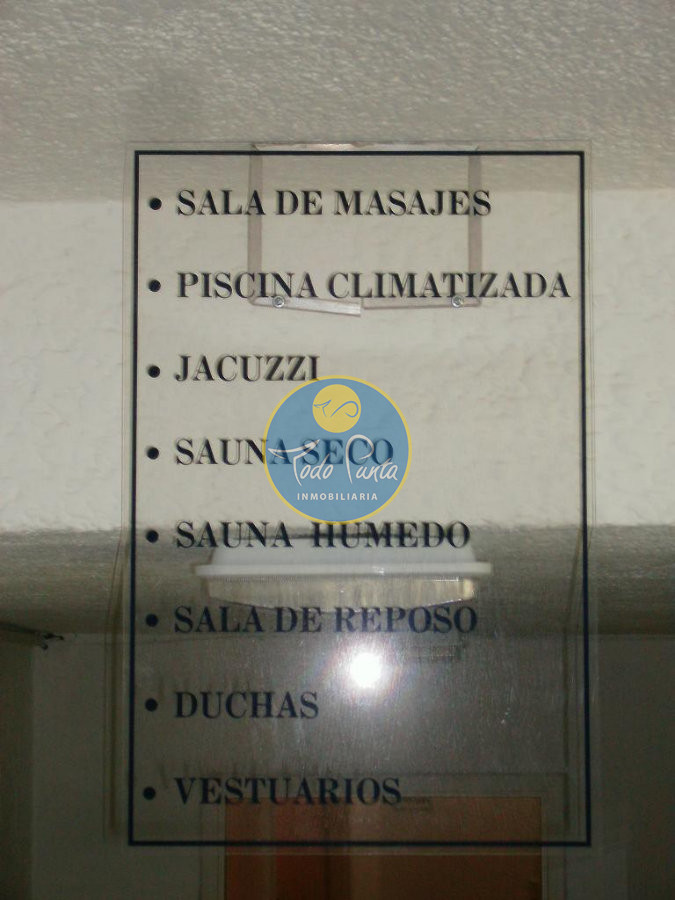 • SALA DE MASAJES
• PISCINA CLIMATIZADA
• JACUZZI
• SAUNA SECO
Todo Punta
INMOBILIARIA
• SAUNA HUMEDO
• SALA DE REPOSO
• DUCHAS
• VESTUARIOS